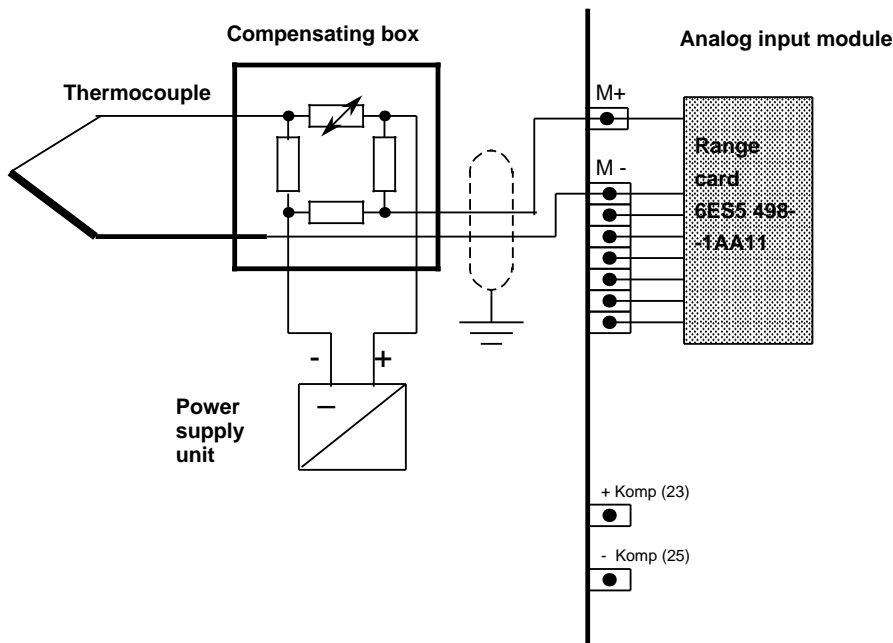 Compensating box
Analog input module
Thermocouple
M+
Range
card
6ES5 498-
-1AA11
M -
- +
Power
supply
unit
+ Komp (23)
- Komp (25)